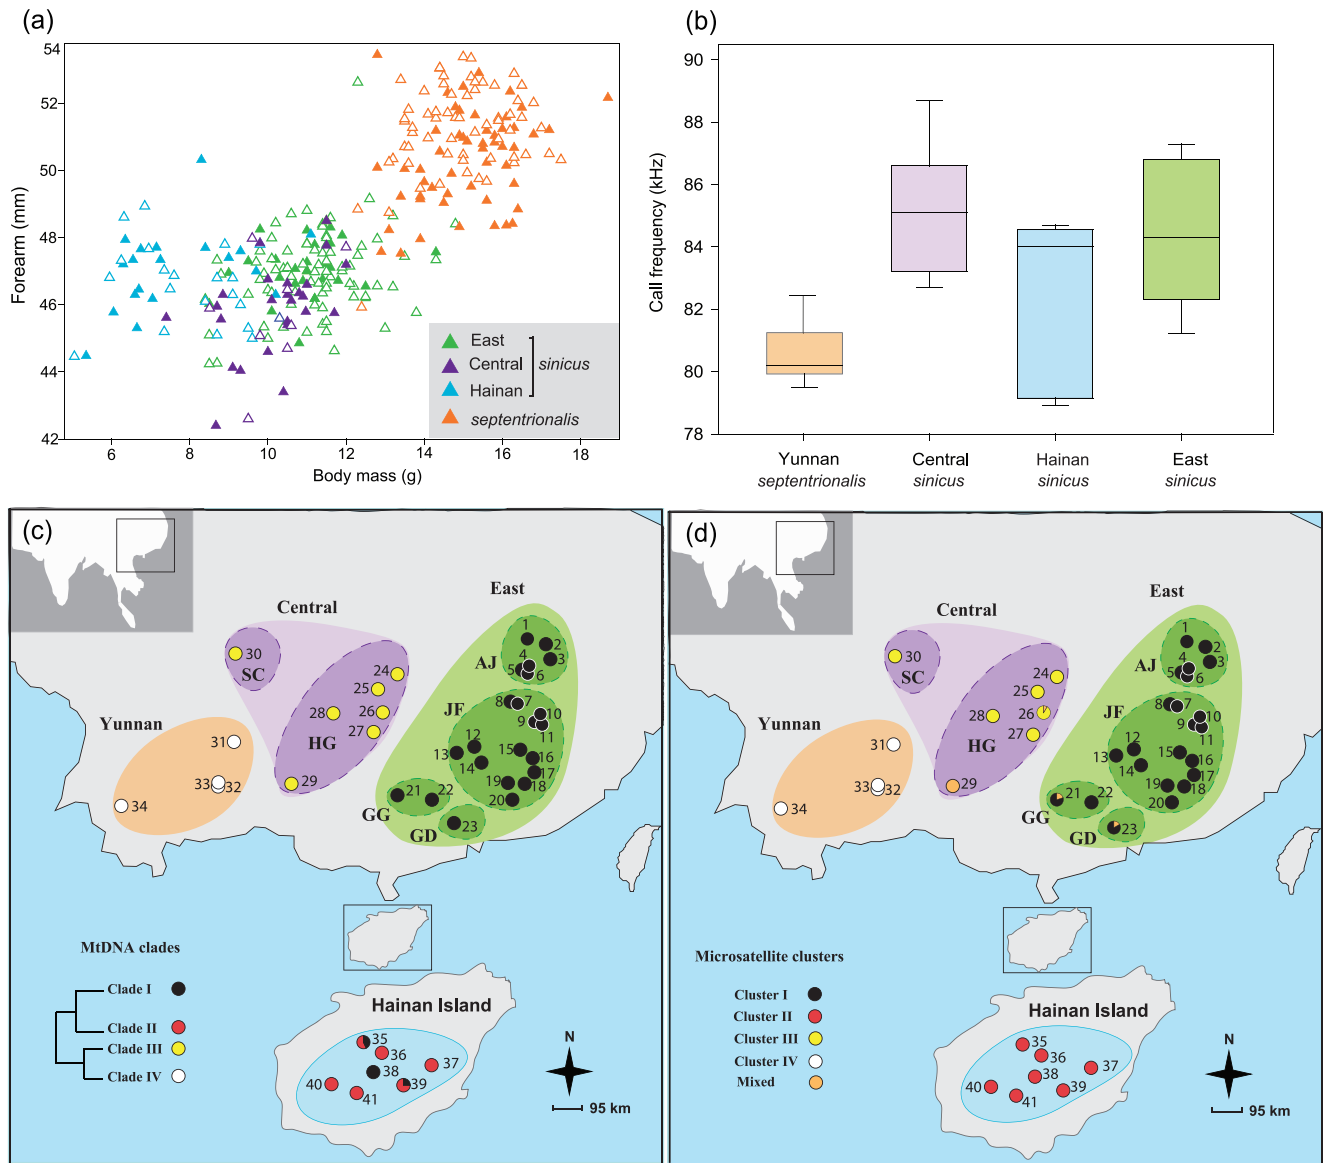 (a)
54
52
50
48
46
44
42
Forearm (mm)
6 8 10 12 14 16 18
Body mass (g)
East
Central
Hainan
sinicus
septentrionalis
(b)
90
88
86
84
82
80
78
Call frequency (kHz)
Yunnan Central Hainan East
septentrionalis sinicus sinicus sinicus
(c)
East
Central
1
2
3
4
5
6
AJ
30
SC
24
25
26
27
28
HG
29
8 7
JF
10
9
11
12
13
14
15
16
17
18
19
20
Yunnan
31
33 32
34
21
22
GG
GD
23
MtDNA clades
Clade I
Clade II
Clade III
Clade IV
Hainan Island
35
36
37
38
39
40
41
N
95 km
(d)
East
Central
1
2
3
4
5
6
AJ
30
SC
24
25
26
27
28
HG
29
8 7
JF
10
9
11
12
13
14
15
16
17
18
19
20
Yunnan
31
33 32
34
21
22
GG
GD
23
Microsatellite clusters
Cluster I
Cluster II
Cluster III
Cluster IV
Mixed
Hainan Island
35
36
37
38
39
40
41
N
95 km